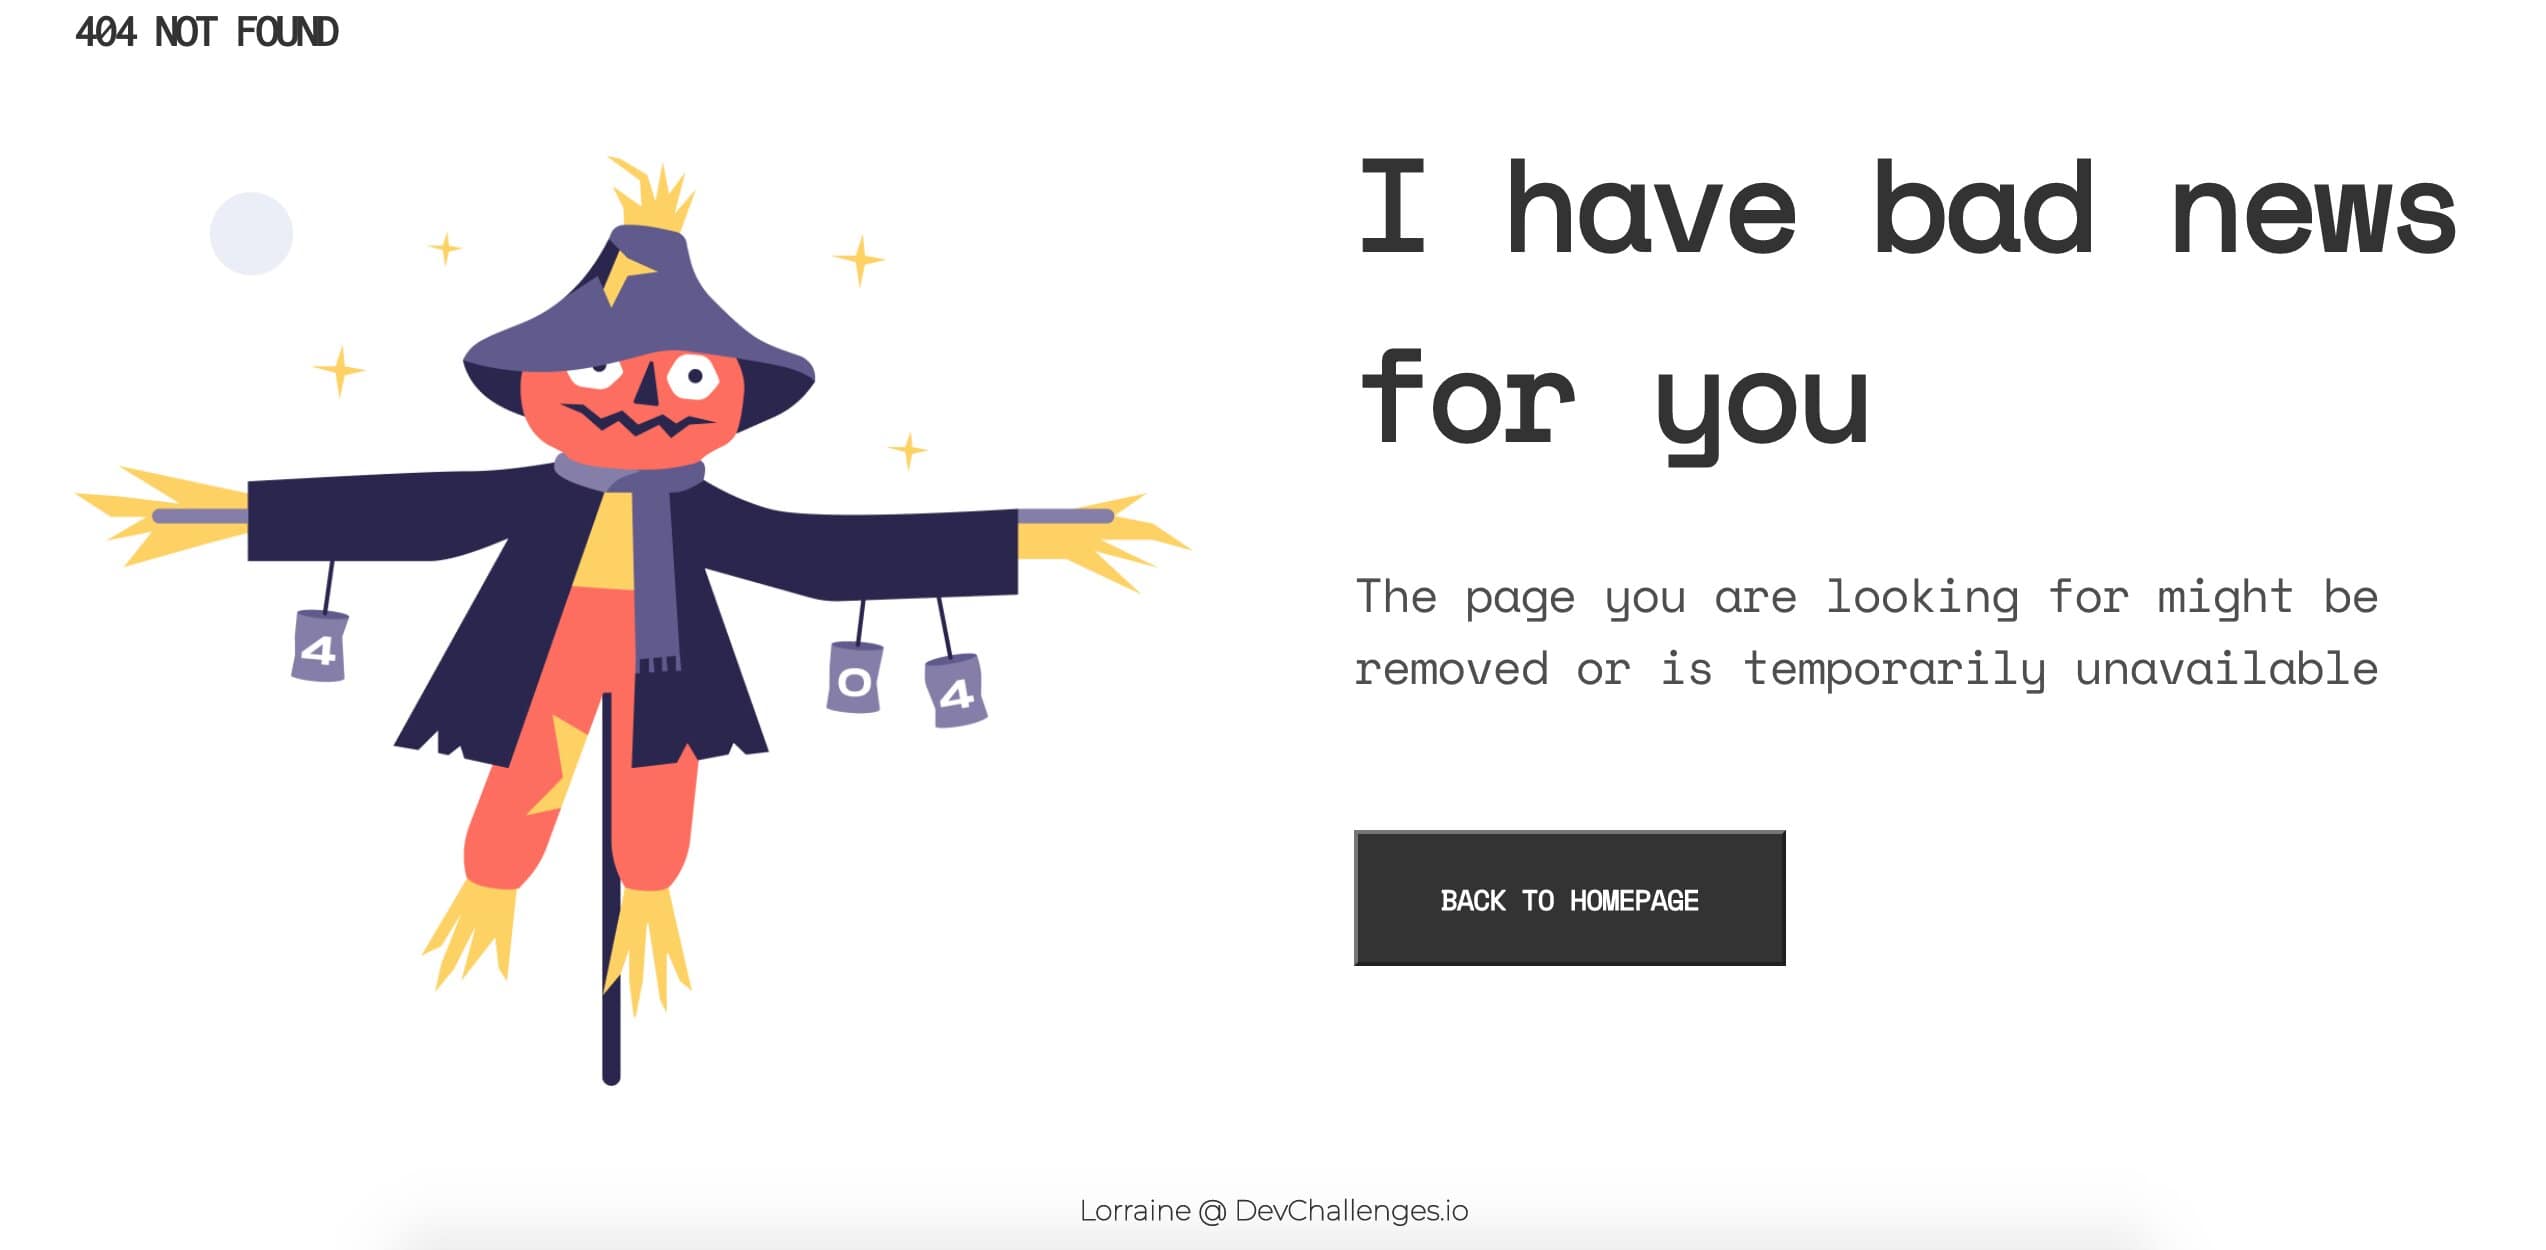 404 NOT FOUND
I have bad news
for you
The page you are looking for might be
removed or is temporarily unavailable
4
0
4
BACK TO HOMEPAGE
Lorraine @ DevChallenges.io